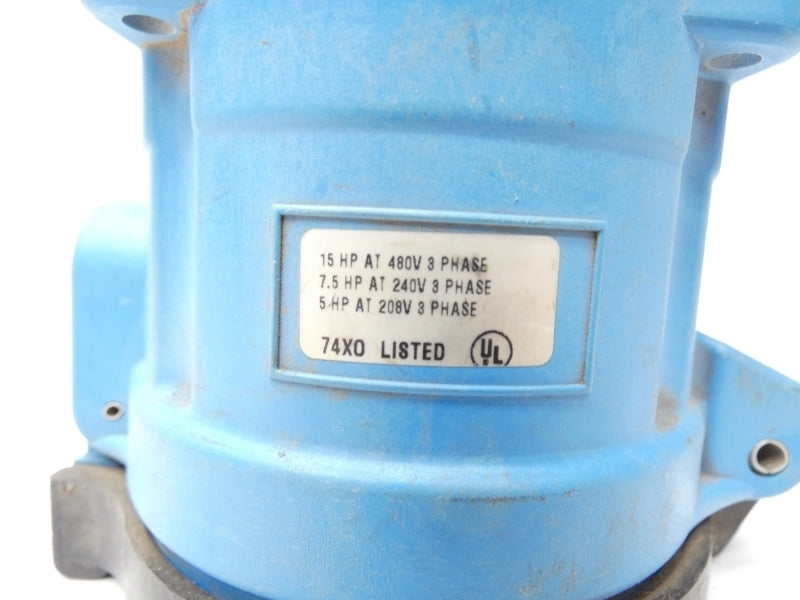 15 HP AT 480V 3 PHASE
7.5 HP AT 240V 3 PHASE
5 HP AT 208V 3 PHASE
74XO LISTED UL